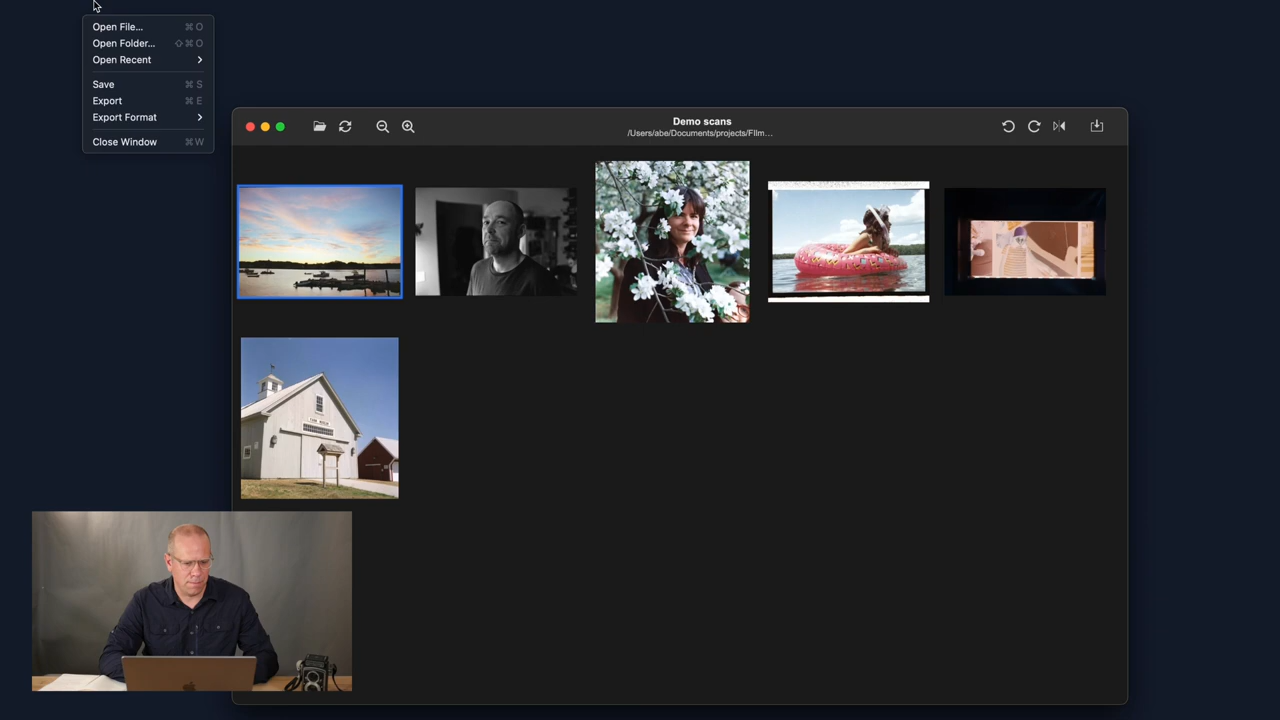 Open File... ⌘ O
Open Folder... ⇧ ⌘ O
Open Recent
Save ⌘ S
Export ⌘ E
Export Format
Close Window ⌘ W
Demo scans
/Users/abe/Documents/projects/FIlm...